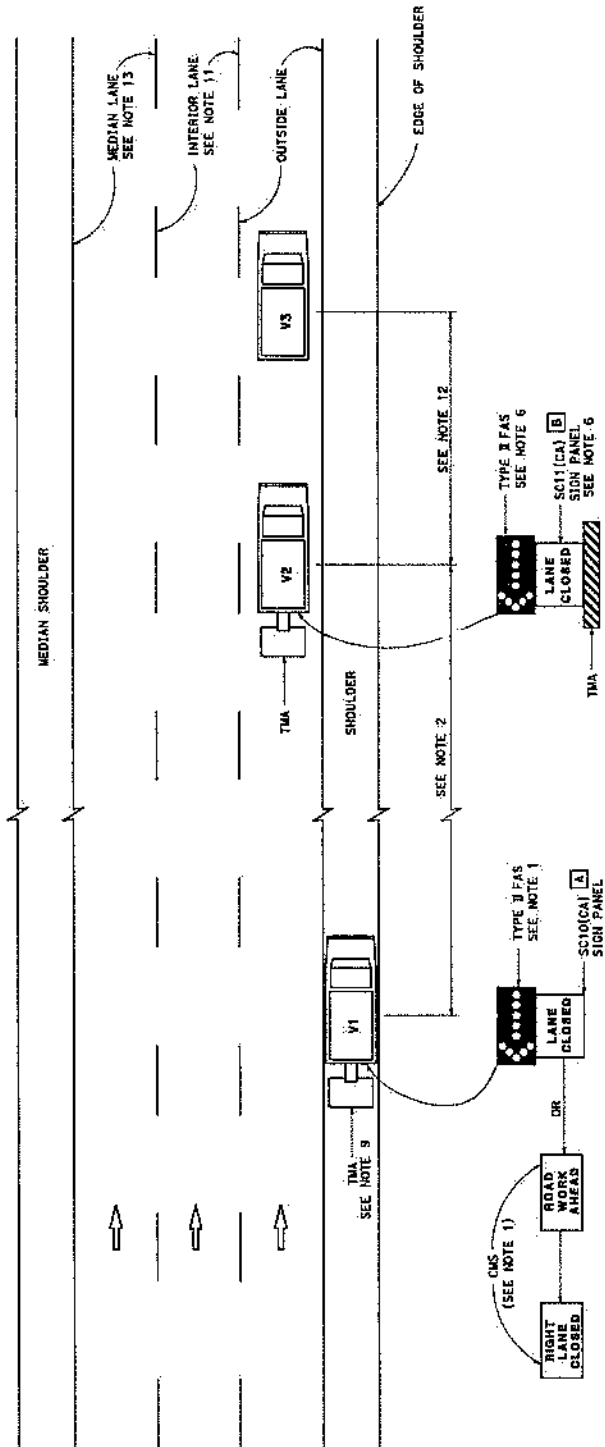 MEDIAN SHOULDER
MEDIAN LANE
SEE NOTE 13
INTERIOR LANE
SEE NOTE 11
OUTSIDE LANE
EDGE OF SHOULDER
V3
V2
TMA
SHOULDER
V1
TMA
SEE NOTE 9
SEE NOTE 2
SEE NOTE 12
CMS
(SEE NOTE 1)
RIGHT
LANE
CLOSED
ROAD
WORK
AHEAD
OR
TYPE II FAS
SEE NOTE 1
LANE
CLOSED
SC10(CA) A
SIGN PANEL
TYPE II FAS
SEE NOTE 6
LANE
CLOSED
SC11(CA) B
SIGN PANEL
SEE NOTE 6
TMA